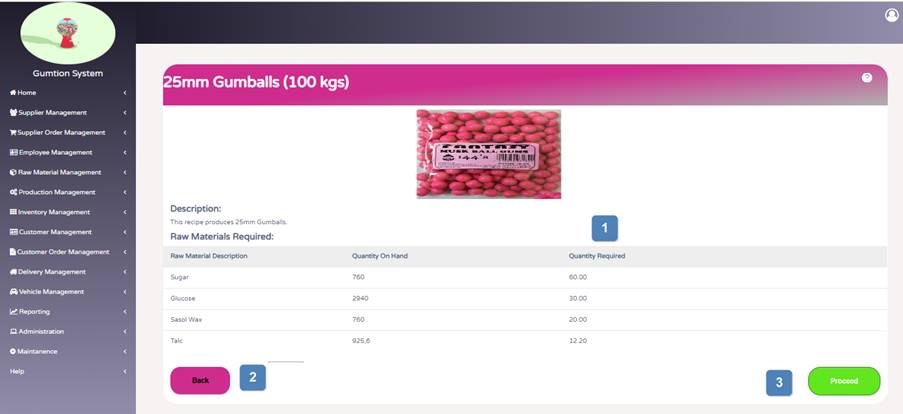 Gumtion System
Home
Supplier Management
Supplier Order Management
Employee Management
Raw Material Management
Production Management
Inventory Management
Customer Management
Customer Order Management
Delivery Management
Vehicle Management
Reporting
Administration
Maintanence
Help
25mm Gumballs (100 kgs)
?
FANTASY
MUSK BALL GUMS
144's
Description:
This recipe produces 25mm Gumballs.
1
Raw Materials Required:
Raw Material Description Quantity On Hand Quantity Required
Sugar 760 60.00
Glucose 2940 30.00
Sasol Wax 760 20.00
Talc 925,6 12.20
Back 2 3 Proceed